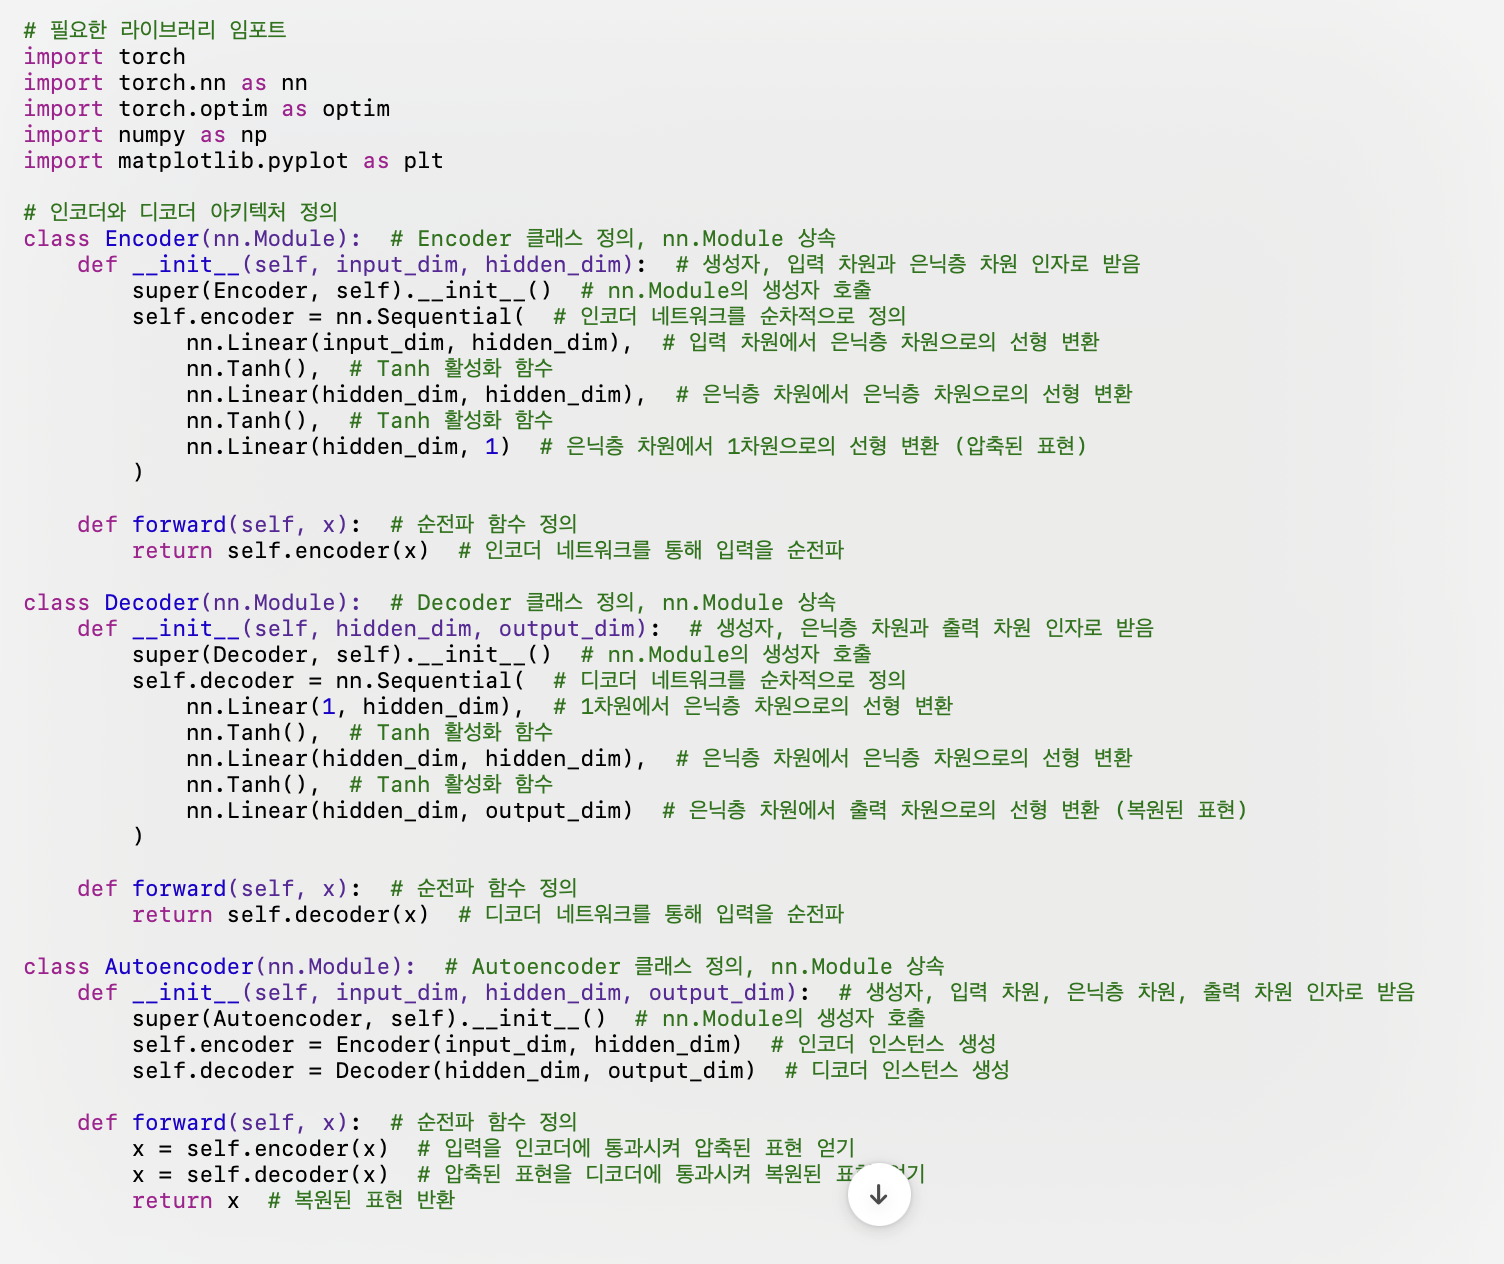 # 필요한 라이브러리 임포트
import torch
import torch.nn as nn
import torch.optim as optim
import numpy as np
import matplotlib.pyplot as plt

# 인코더와 디코더 아키텍처 정의
class Encoder(nn.Module):  # Encoder 클래스 정의, nn.Module 상속
    def __init__(self, input_dim, hidden_dim):  # 생성자, 입력 차원과 은닉층 차원 인자로 받음
        super(Encoder, self).__init__()  # nn.Module의 생성자 호출
        self.encoder = nn.Sequential(  # 인코더 네트워크를 순차적으로 정의
            nn.Linear(input_dim, hidden_dim),  # 입력 차원에서 은닉층 차원으로의 선형 변환
            nn.Tanh(),  # Tanh 활성화 함수
            nn.Linear(hidden_dim, hidden_dim),  # 은닉층 차원에서 은닉층 차원으로의 선형 변환
            nn.Tanh(),  # Tanh 활성화 함수
            nn.Linear(hidden_dim, 1)  # 은닉층 차원에서 1차원으로의 선형 변환 (압축된 표현)
        )

    def forward(self, x):  # 순전파 함수 정의
        return self.encoder(x)  # 인코더 네트워크를 통해 입력을 순전파

class Decoder(nn.Module):  # Decoder 클래스 정의, nn.Module 상속
    def __init__(self, hidden_dim, output_dim):  # 생성자, 은닉층 차원과 출력 차원 인자로 받음
        super(Decoder, self).__init__()  # nn.Module의 생성자 호출
        self.decoder = nn.Sequential(  # 디코더 네트워크를 순차적으로 정의
            nn.Linear(1, hidden_dim),  # 1차원에서 은닉층 차원으로의 선형 변환
            nn.Tanh(),  # Tanh 활성화 함수
            nn.Linear(hidden_dim, hidden_dim),  # 은닉층 차원에서 은닉층 차원으로의 선형 변환
            nn.Tanh(),  # Tanh 활성화 함수
            nn.Linear(hidden_dim, output_dim)  # 은닉층 차원에서 출력 차원으로의 선형 변환 (복원된 표현)
        )

    def forward(self, x):  # 순전파 함수 정의
        return self.decoder(x)  # 디코더 네트워크를 통해 입력을 순전파

class Autoencoder(nn.Module):  # Autoencoder 클래스 정의, nn.Module 상속
    def __init__(self, input_dim, hidden_dim, output_dim):  # 생성자, 입력 차원, 은닉층 차원, 출력 차원 인자로 받음
        super(Autoencoder, self).__init__()  # nn.Module의 생성자 호출
        self.encoder = Encoder(input_dim, hidden_dim)  # 인코더 인스턴스 생성
        self.decoder = Decoder(hidden_dim, output_dim)  # 디코더 인스턴스 생성

    def forward(self, x):  # 순전파 함수 정의
        x = self.encoder(x)  # 입력을 인코더에 통과시켜 압축된 표현 얻기
        x = self.decoder(x)  # 압축된 표현을 디코더에 통과시켜 복원된
        return x  # 복원된 표현 반환